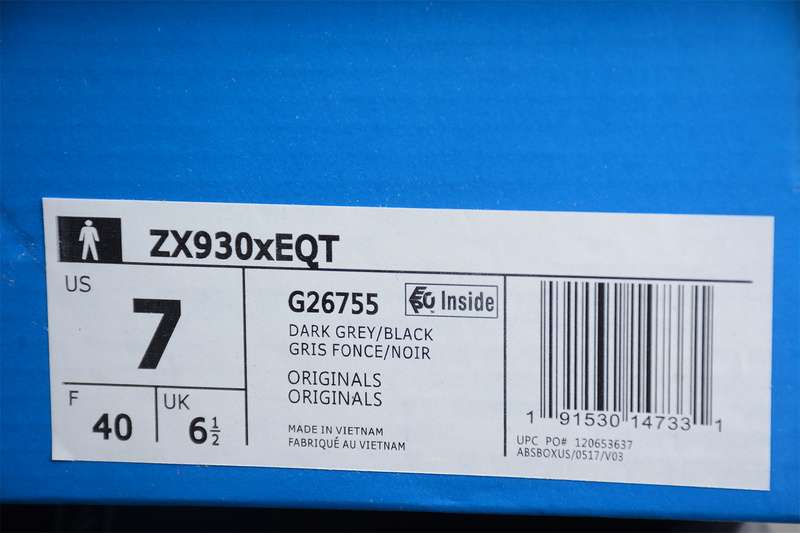 ZX930xEQT
US
7
F
40
UK
6½
G26755
Inside
DARK GREY/BLACK
GRIS FONCE/NOIR
ORIGINALS
ORIGINALS
MADE IN VIETNAM
FABRIQUÉ AU VIETNAM
1 91530 14733 1
UPC PO# 120653637
ABSBOXUS/0517/V03